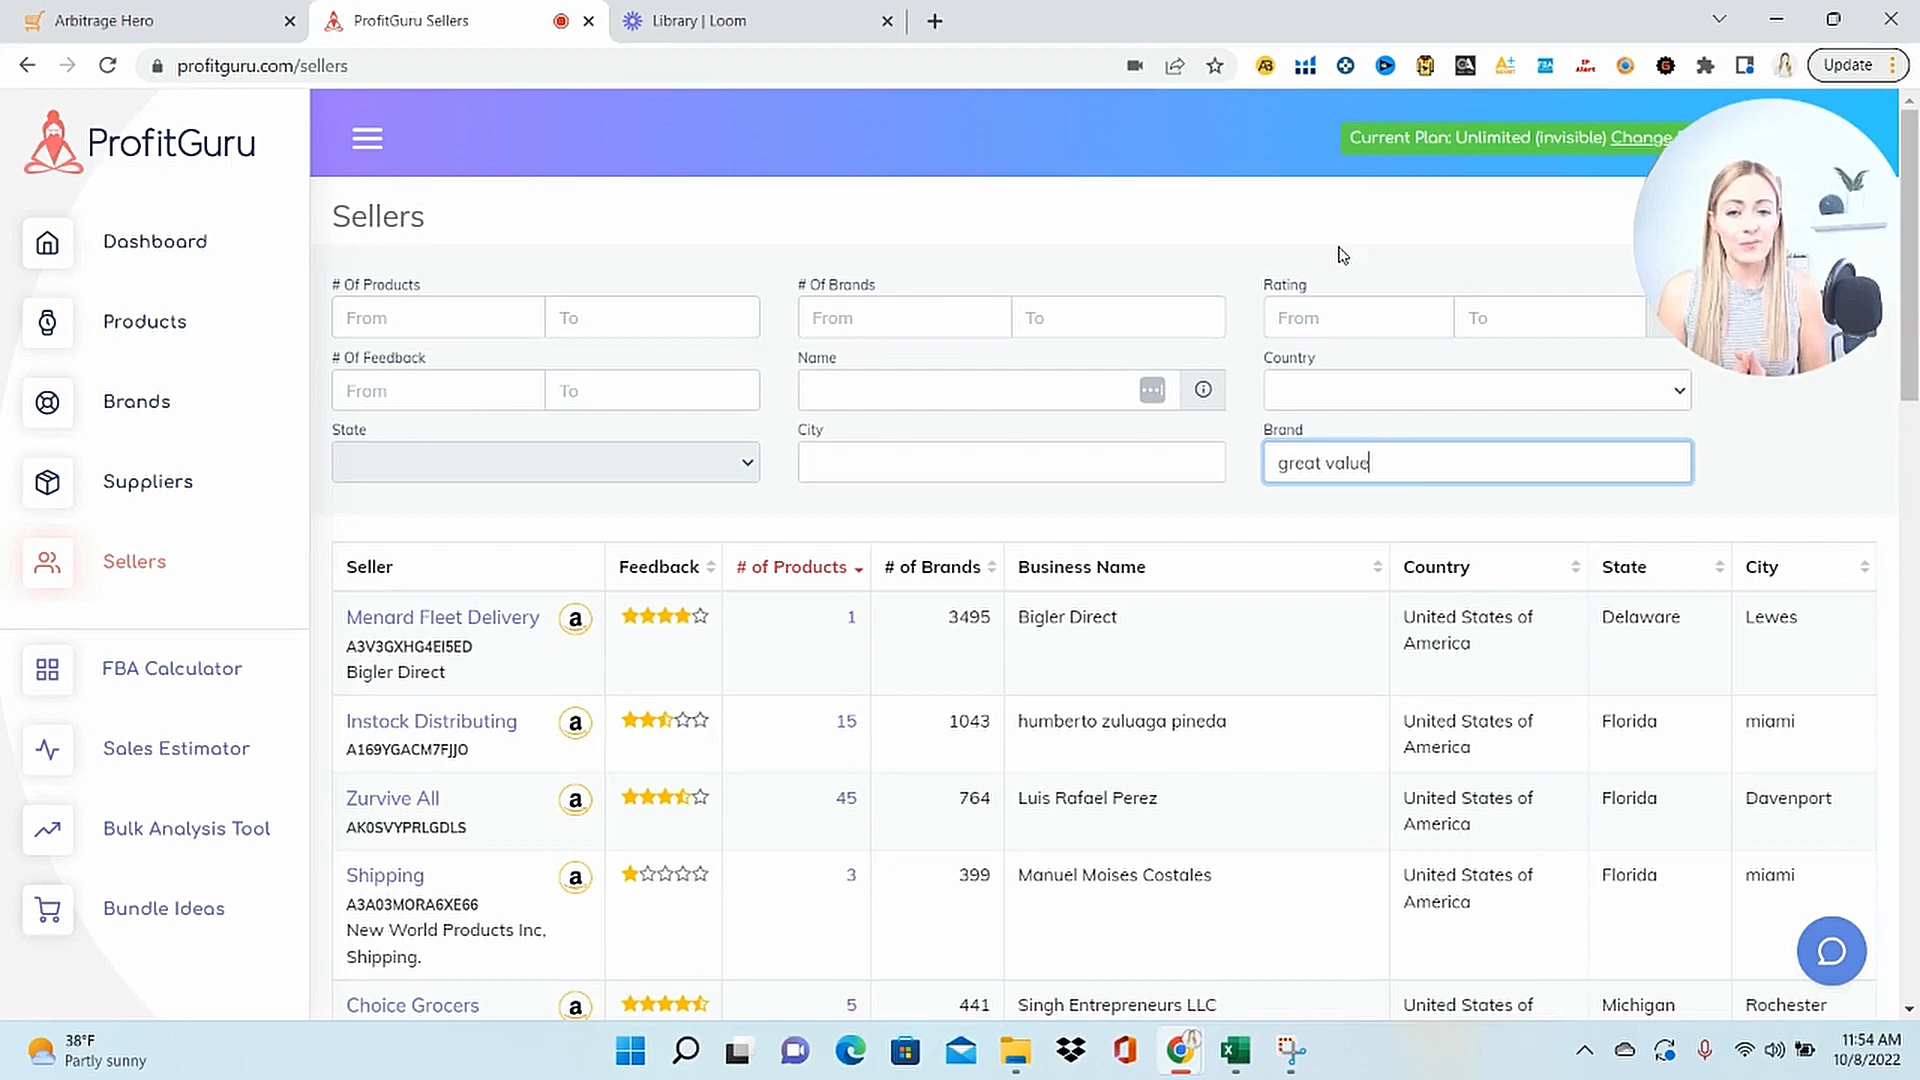 Arbitrage Hero
ProfitGuru Sellers
Library | Loom
profitguru.com/sellers
Update
ProfitGuru
Current Plan: Unlimited (invisible) Change
Dashboard
Products
Brands
Suppliers
Sellers
FBA Calculator
Sales Estimator
Bulk Analysis Tool
Bundle Ideas
Sellers
# Of Products
# Of Brands
Rating
From To
From To
From To
# Of Feedback
Name
Country
From To
State
City
Brand
great value
Seller Feedback # of Products # of Brands Business Name Country State City
Menard Fleet Delivery a 1 3495 Bigler Direct United States of America Delaware Lewes
A3V3GXHG4EI5ED
Bigler Direct
Instock Distributing a 15 1043 humberto zuluaga pineda United States of America Florida miami
A169YGACM7FJJO
Zurvive All a 45 764 Luis Rafael Perez United States of America Florida Davenport
AK0SVYPRLGDLS
Shipping a 3 399 Manuel Moises Costales United States of America Florida miami
A3A03MORA6XE66
New World Products Inc,
Shipping.
Choice Grocers a 5 441 Singh Entrepreneurs LLC United States of Michigan Rochester
38°F
Partly sunny
11:54 AM
10/8/2022